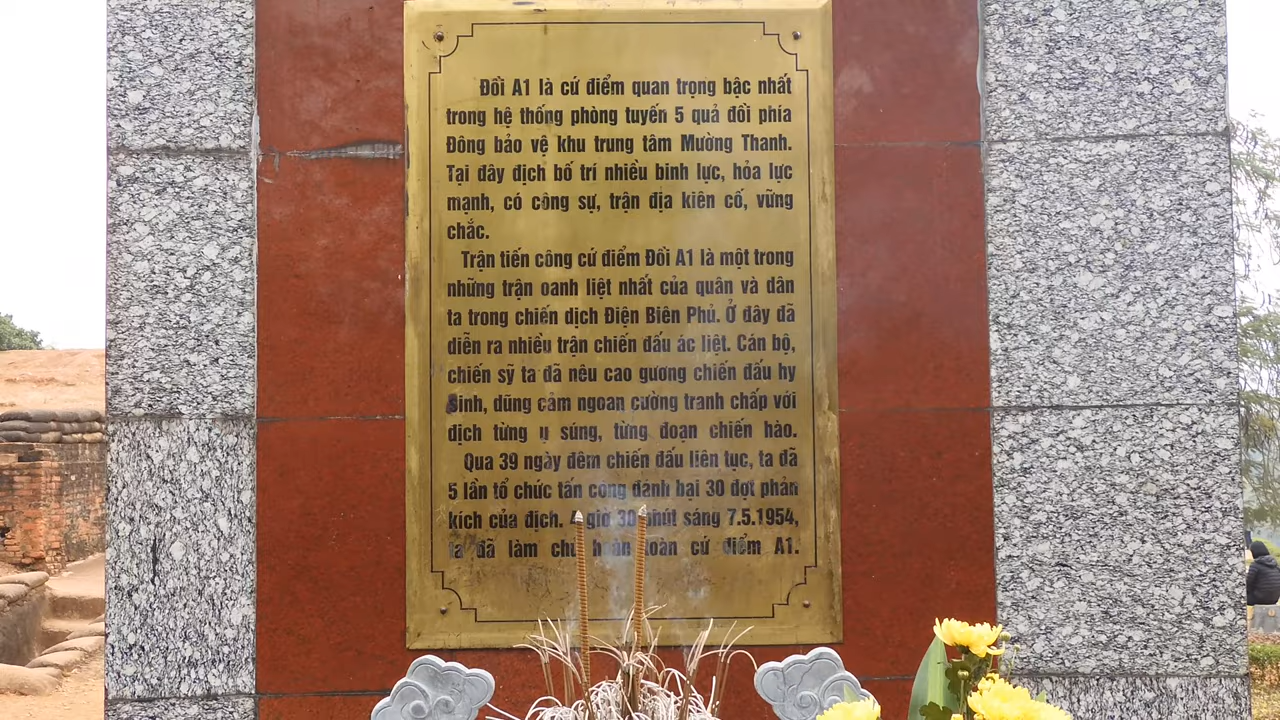 Đồi A1 là cứ điểm quan trọng bậc nhất
trong hệ thống phòng tuyến 5 quả đồi phía
Đông bảo vệ khu trung tâm Mường Thanh.
Tại đây địch bố trí nhiều binh lực, hỏa lực
mạnh, có công sự, trận địa kiên cố, vững
chắc.
Trận tiến công cứ điểm Đồi A1 là một trong
những trận oanh liệt nhất của quân và dân
ta trong chiến dịch Điện Biên Phủ. Ở đây đã
diễn ra nhiều trận chiến đấu ác liệt. Cán bộ,
chiến sỹ ta đã nêu cao gương chiến đấu hy
sinh, dũng cảm ngoan cường tranh chấp với
địch từng ụ súng, từng đoạn chiến hào.
Qua 39 ngày đêm chiến đấu liên tục, ta đã
5 lần tổ chức tấn công đánh bại 30 đợt phản
kích của địch. 4 giờ 30 phút sáng 7.5.1954,
ta đã làm chủ hoàn toàn cứ điểm A1.